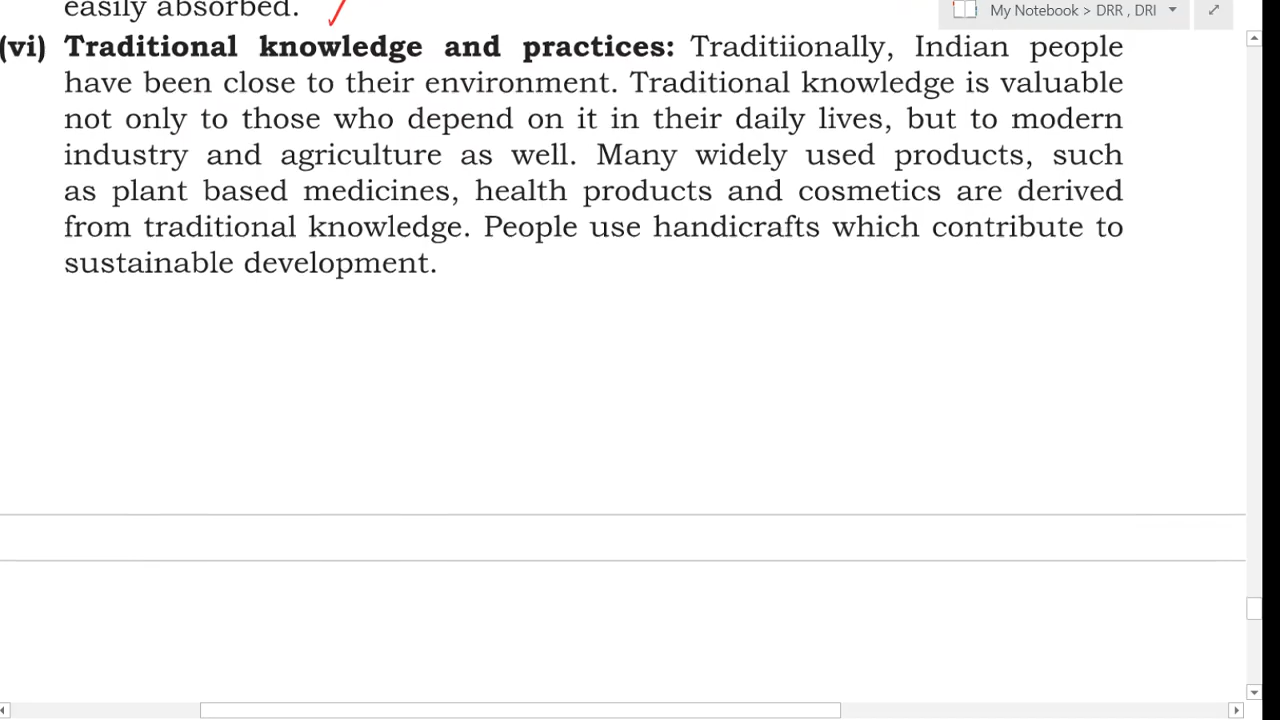 easily absorbed.
My Notebook > DRR , DRI
(vi) Traditional knowledge and practices: Traditiionally, Indian people
have been close to their environment. Traditional knowledge is valuable
not only to those who depend on it in their daily lives, but to modern
industry and agriculture as well. Many widely used products, such
as plant based medicines, health products and cosmetics are derived
from traditional knowledge. People use handicrafts which contribute to
sustainable development.